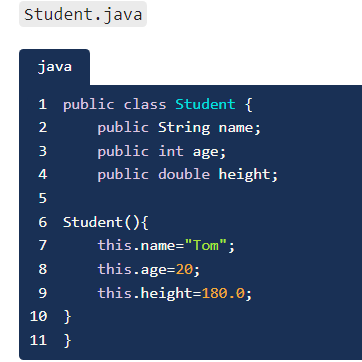 Student.java
java
1 public class Student {
2     public String name;
3     public int age;
4     public double height;
5
6 Student(){
7     this.name="Tom";
8     this.age=20;
9     this.height=180.0;
10 }
11 }